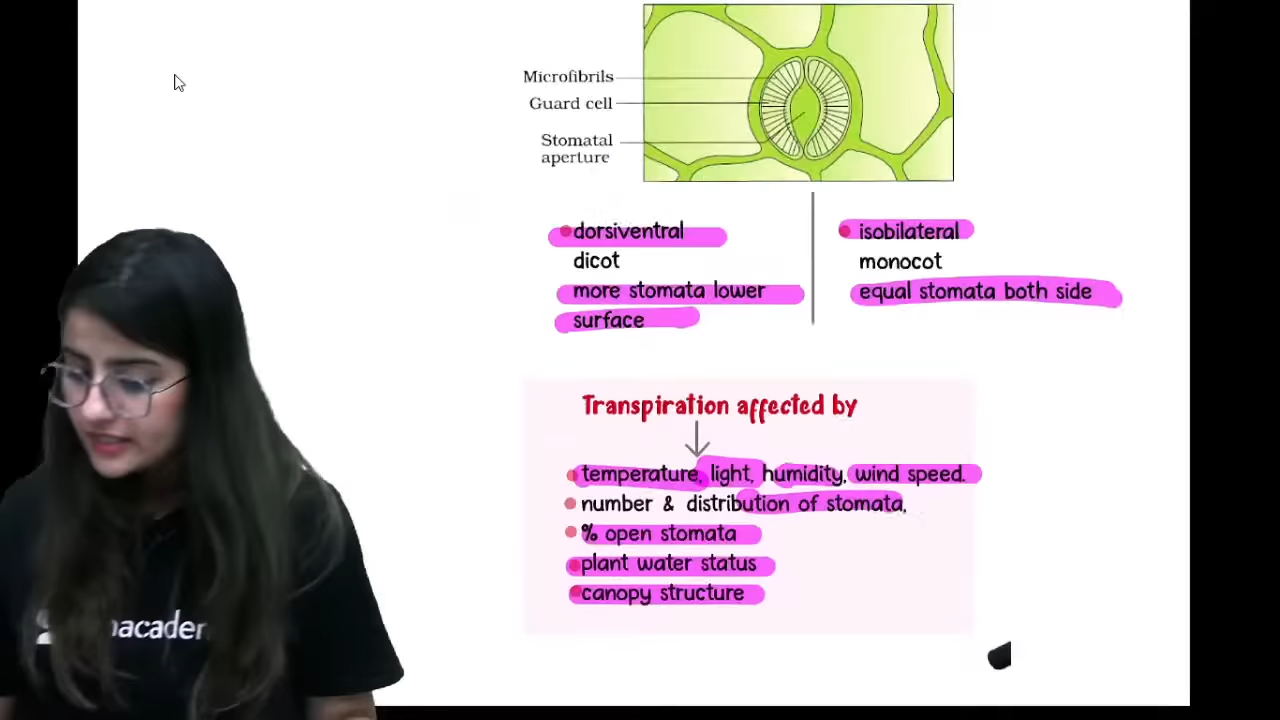 Microfibrils
Guard cell
Stomatal
aperture
dorsiventral
dicot
more stomata lower
surface
isobilateral
monocot
equal stomata both side
Transpiration affected by
temperature, light, humidity, wind speed.
number & distribution of stomata,
% open stomata
plant water status
canopy structure